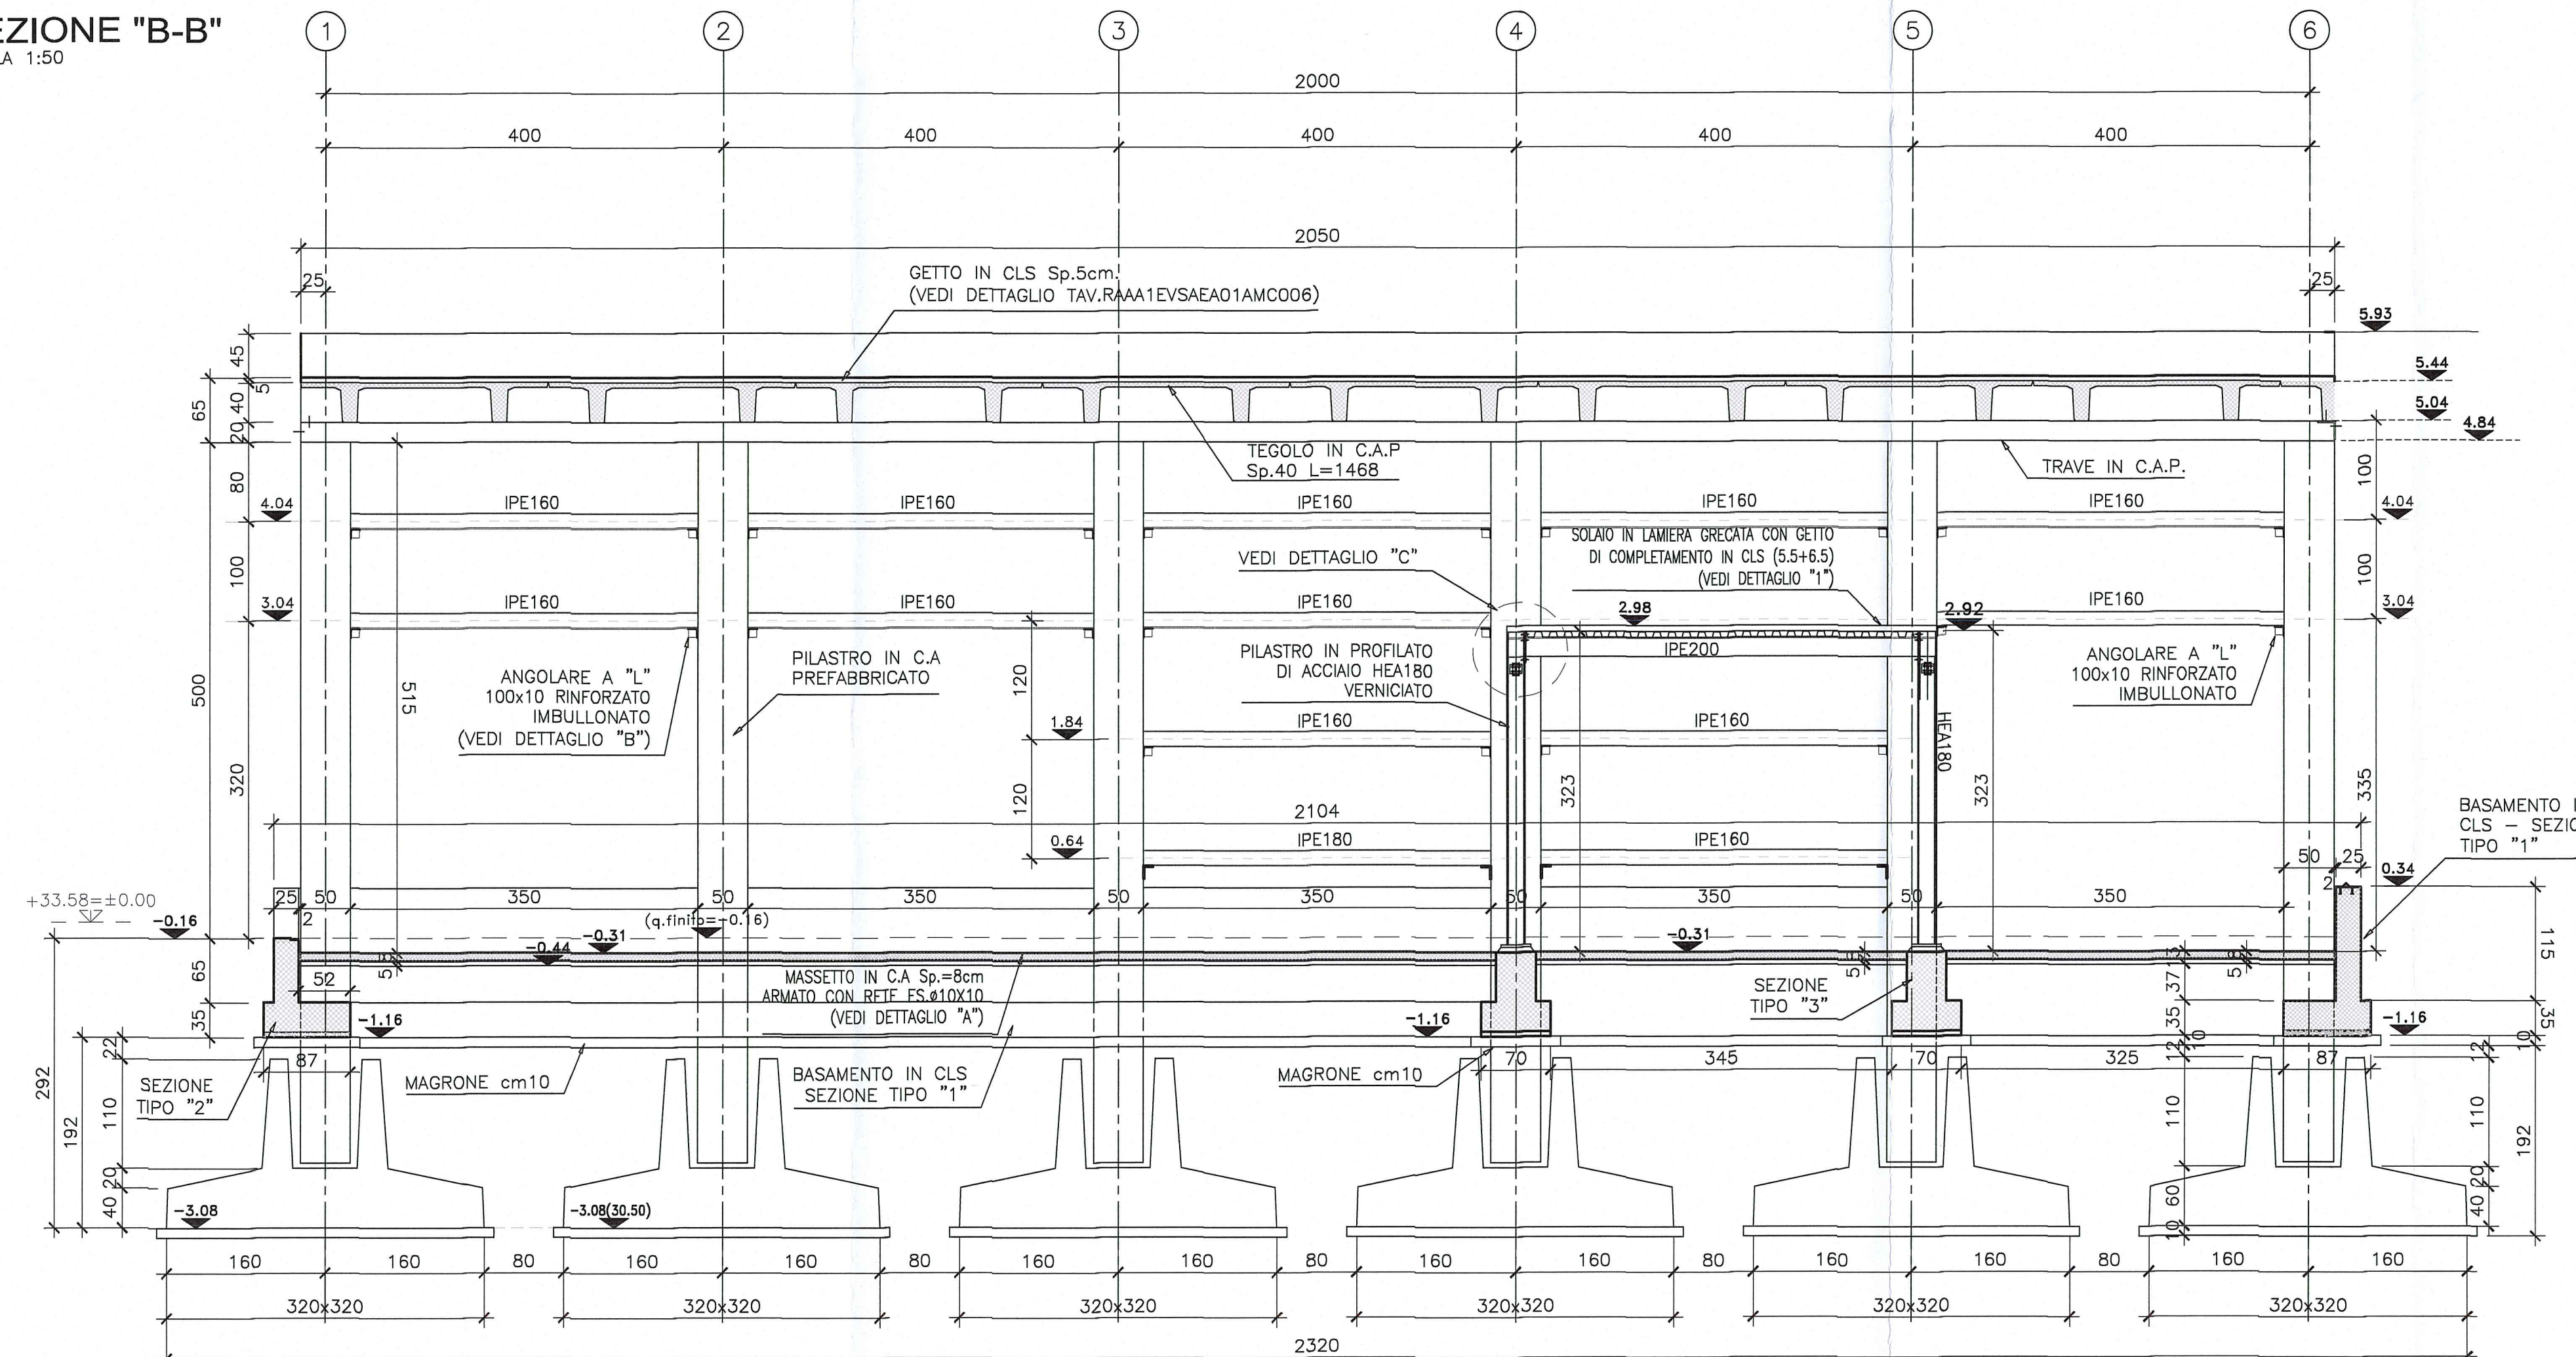 EZIONE "B-B"
LA 1:50
1 2 3 4 5 6
2000
400 400 400 400 400
2050
25 25
GETTO IN CLS Sp.5cm.
(VEDI DETTAGLIO TAV.RAAA1EVSAEA01AMC006)
5.93
5.44
5.04
4.84
45
5
40
65
20
TEGOLO IN C.A.P
Sp.40 L=1468
TRAVE IN C.A.P.
80
100
4.04
IPE160 IPE160 IPE160 IPE160 IPE160
4.04
VEDI DETTAGLIO "C"
SOLAIO IN LAMIERA GRECATA CON GETTO
DI COMPLETAMENTO IN CLS (5.5+6.5)
(VEDI DETTAGLIO "1")
100
100
3.04
IPE160 IPE160 IPE160 IPE160
3.04
2.98
2.92
IPE200
PILASTRO IN C.A
PREFABBRICATO
PILASTRO IN PROFILATO
DI ACCIAIO HEA180
VERNICIATO
ANGOLARE A "L"
100x10 RINFORZATO
IMBULLONATO
(VEDI DETTAGLIO "B")
ANGOLARE A "L"
100x10 RINFORZATO
IMBULLONATO
500
515
120
1.84
IPE160 IPE160
HEA180
320
120
323
323
335
2104
BASAMENTO I
CLS – SEZIO
TIPO "1"
0.64
IPE180 IPE160
50 25
0.34
2
+33.58=±0.00
-0.16
25 50 350 50 350 50 350 50 350 50 350
2
(q.finito=-0.16)
-0.31
-0.44
-0.31
5 8
5 8
5 8
13
37
115
65
52
MASSETTO IN C.A Sp.=8cm
ARMATO CON RETE FS.ø10X10
(VEDI DETTAGLIO "A")
SEZIONE
TIPO "3"
35
-1.16
-1.16
35
35
-1.16
22
87
70 345 70 325 87
12
10
12
10
SEZIONE
TIPO "2"
MAGRONE cm10
BASAMENTO IN CLS
SEZIONE TIPO "1"
MAGRONE cm10
292
192
110
110
110
192
20
40
60
10
20
40
-3.08
-3.08(30.50)
160 160 80 160 160 80 160 160 80 160 160 80 160 160 80 160 160
320x320 320x320 320x320 320x320 320x320 320x320
2320